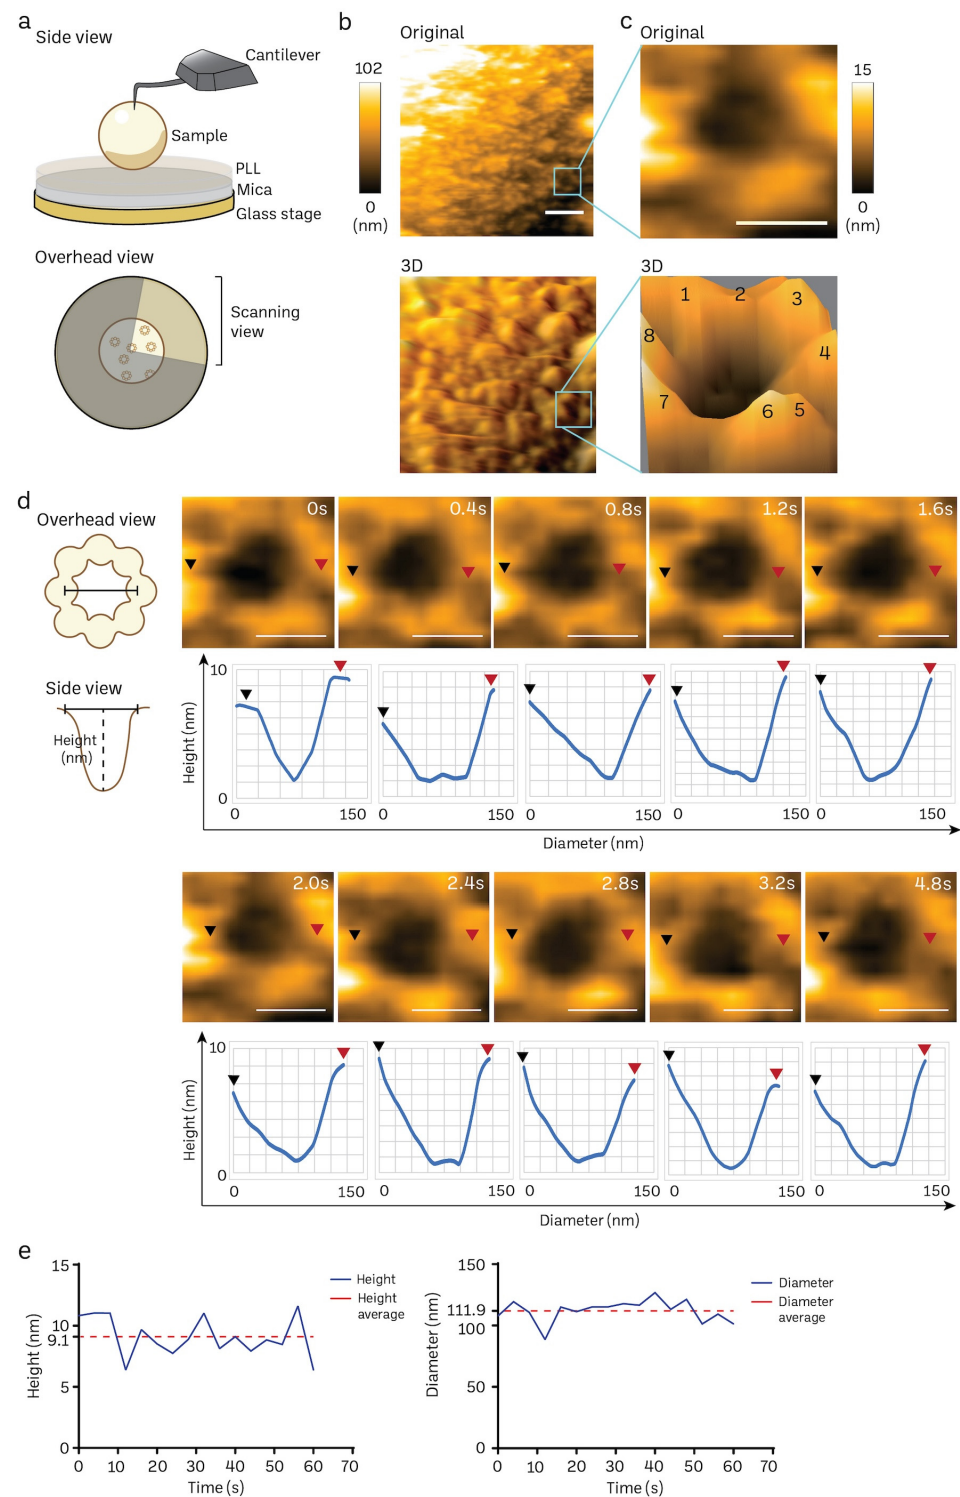 a
Side view
Cantilever
Sample
PLL
Mica
Glass stage
Overhead view
Scanning
view
b
Original
102
0
(nm)
3D
c
Original
15
0
(nm)
3D
1 2 3
8
4
7
6 5
d
Overhead view
Side view
Height
(nm)
0s 0.4s 0.8s 1.2s 1.6s
10
Height (nm)
0
0 150 0 150 0 150 0 150 0 150
Diameter (nm)
2.0s 2.4s 2.8s 3.2s 4.8s
10
Height (nm)
0
0 150 0 150 0 150 0 150 0 150
Diameter (nm)
e
15
10
9.1
5
0
Height (nm)
0 10 20 30 40 50 60 70
Time (s)
Height
Height
average
150
111.9
100
50
0
Diameter (nm)
0 10 20 30 40 50 60 70
Time (s)
Diameter
Diameter
average